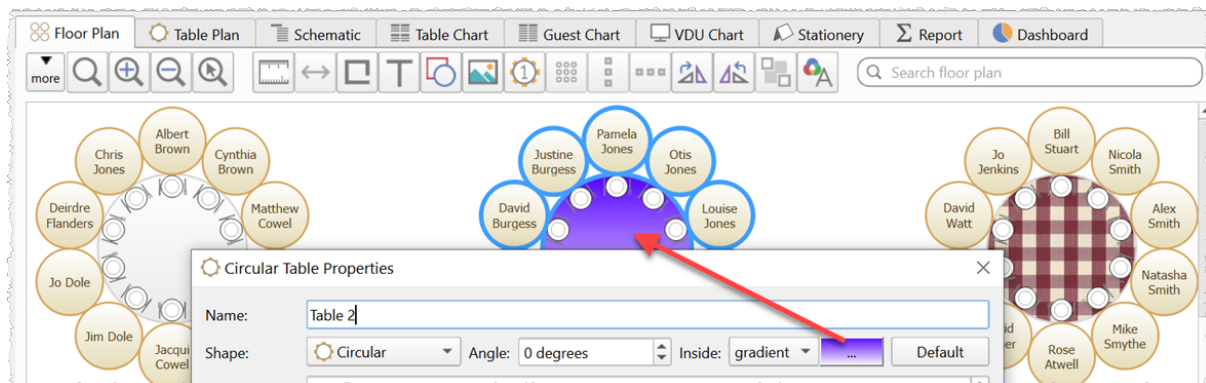 Floor Plan
Table Plan
Schematic
Table Chart
Guest Chart
VDU Chart
Stationery
Report
Dashboard
more
1
Search floor plan
Albert
Brown
Chris
Jones
Cynthia
Brown
Deirdre
Flanders
Matthew
Cowel
Jo Dole
Jim Dole
Jacqui
Cowel
Pamela
Jones
Justine
Burgess
Otis
Jones
David
Burgess
Louise
Jones
Bill
Stuart
Jo
Jenkins
Nicola
Smith
David
Watt
Alex
Smith
Natasha
Smith
Mike
Smythe
Rose
Atwell
Circular Table Properties
Name:
Table 2
Shape:
Circular
Angle:
0 degrees
Inside:
gradient
...
Default